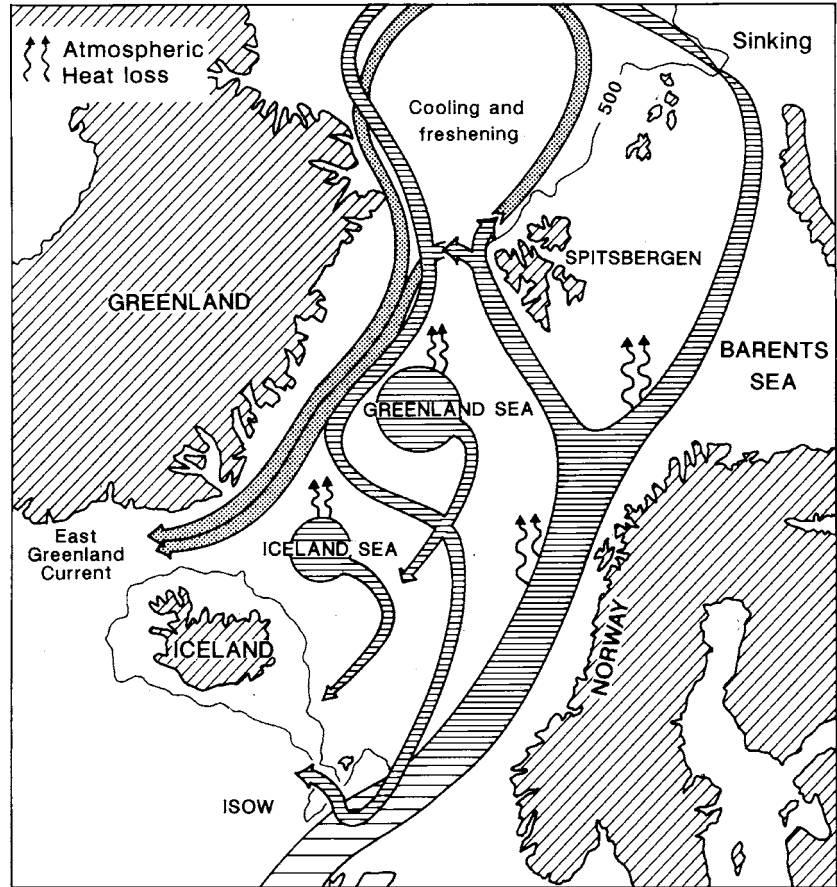 Atmospheric
Heat loss
Sinking
500
Cooling and
freshening
SPITSBERGEN
GREENLAND
BARENTS
SEA
GREENLAND SEA
East
Greenland
Current
ICELAND SEA
ICELAND
NORWAY
ISOW